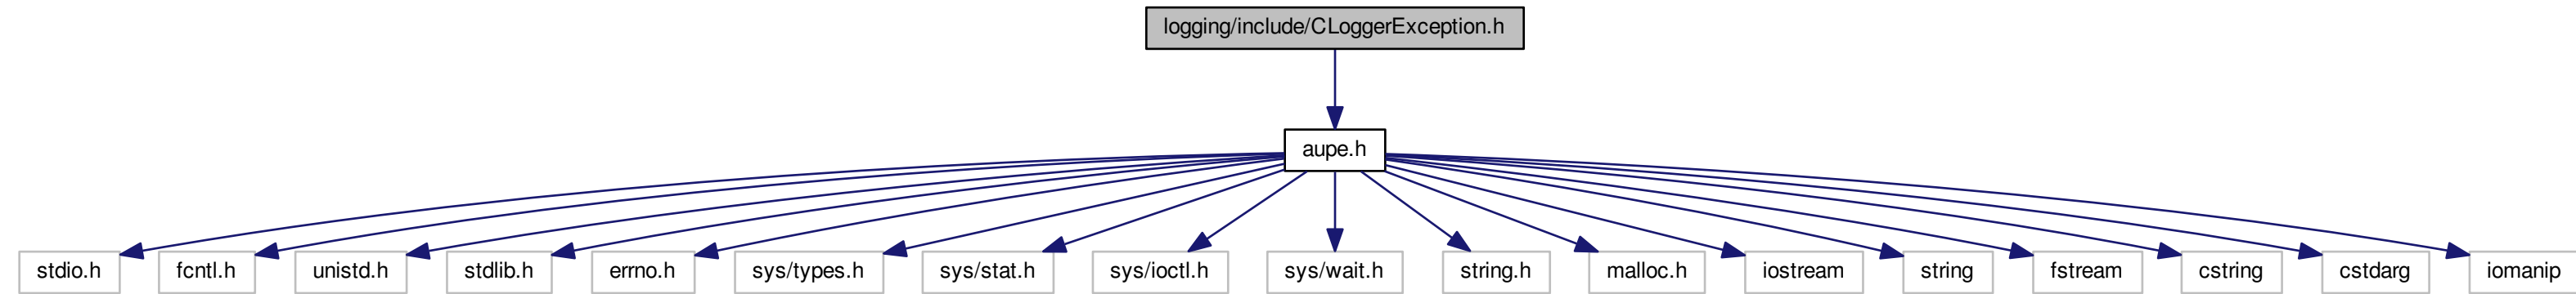 logging/include/CLoggerException.h
aupe.h
stdio.h
fcntl.h
unistd.h
stdlib.h
errno.h
sys/types.h
sys/stat.h
sys/ioctl.h
sys/wait.h
string.h
malloc.h
iostream
string
fstream
cstring
cstdarg
iomanip